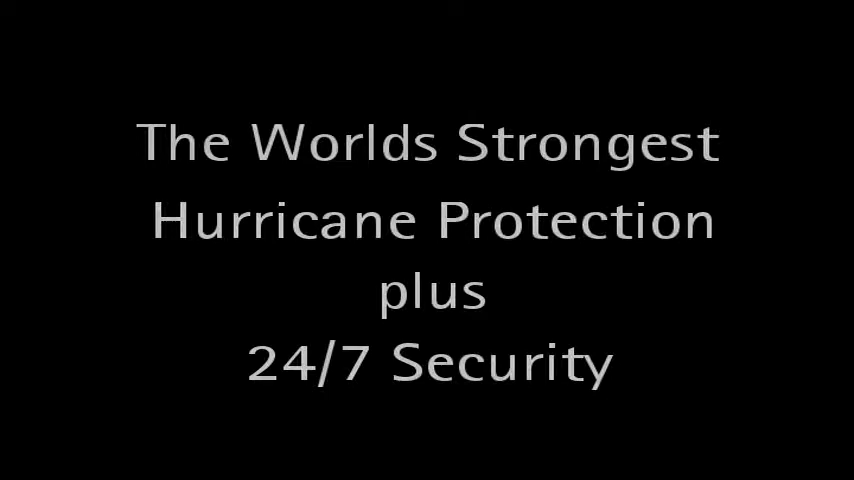 The Worlds Strongest
Hurricane Protection
plus
24/7 Security